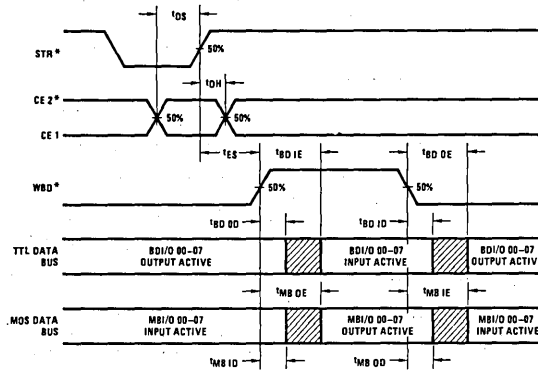 tDS
STR*
50%
tDH
CE 2*
50%
50%
CE 1
tES
tBD IE
tBD OE
WBD*
50%
50%
tBD OD
tBD ID
TTL DATA BUS
BDI/O 00-07 OUTPUT ACTIVE
BDI/O 00-07 INPUT ACTIVE
BDI/O 00-07 OUTPUT ACTIVE
tMB OE
tMB IE
MOS DATA BUS
MBI/O 00-07 INPUT ACTIVE
MBI/O 00-07 OUTPUT ACTIVE
MBI/O 00-07 INPUT ACTIVE
tMB ID
tMB OD